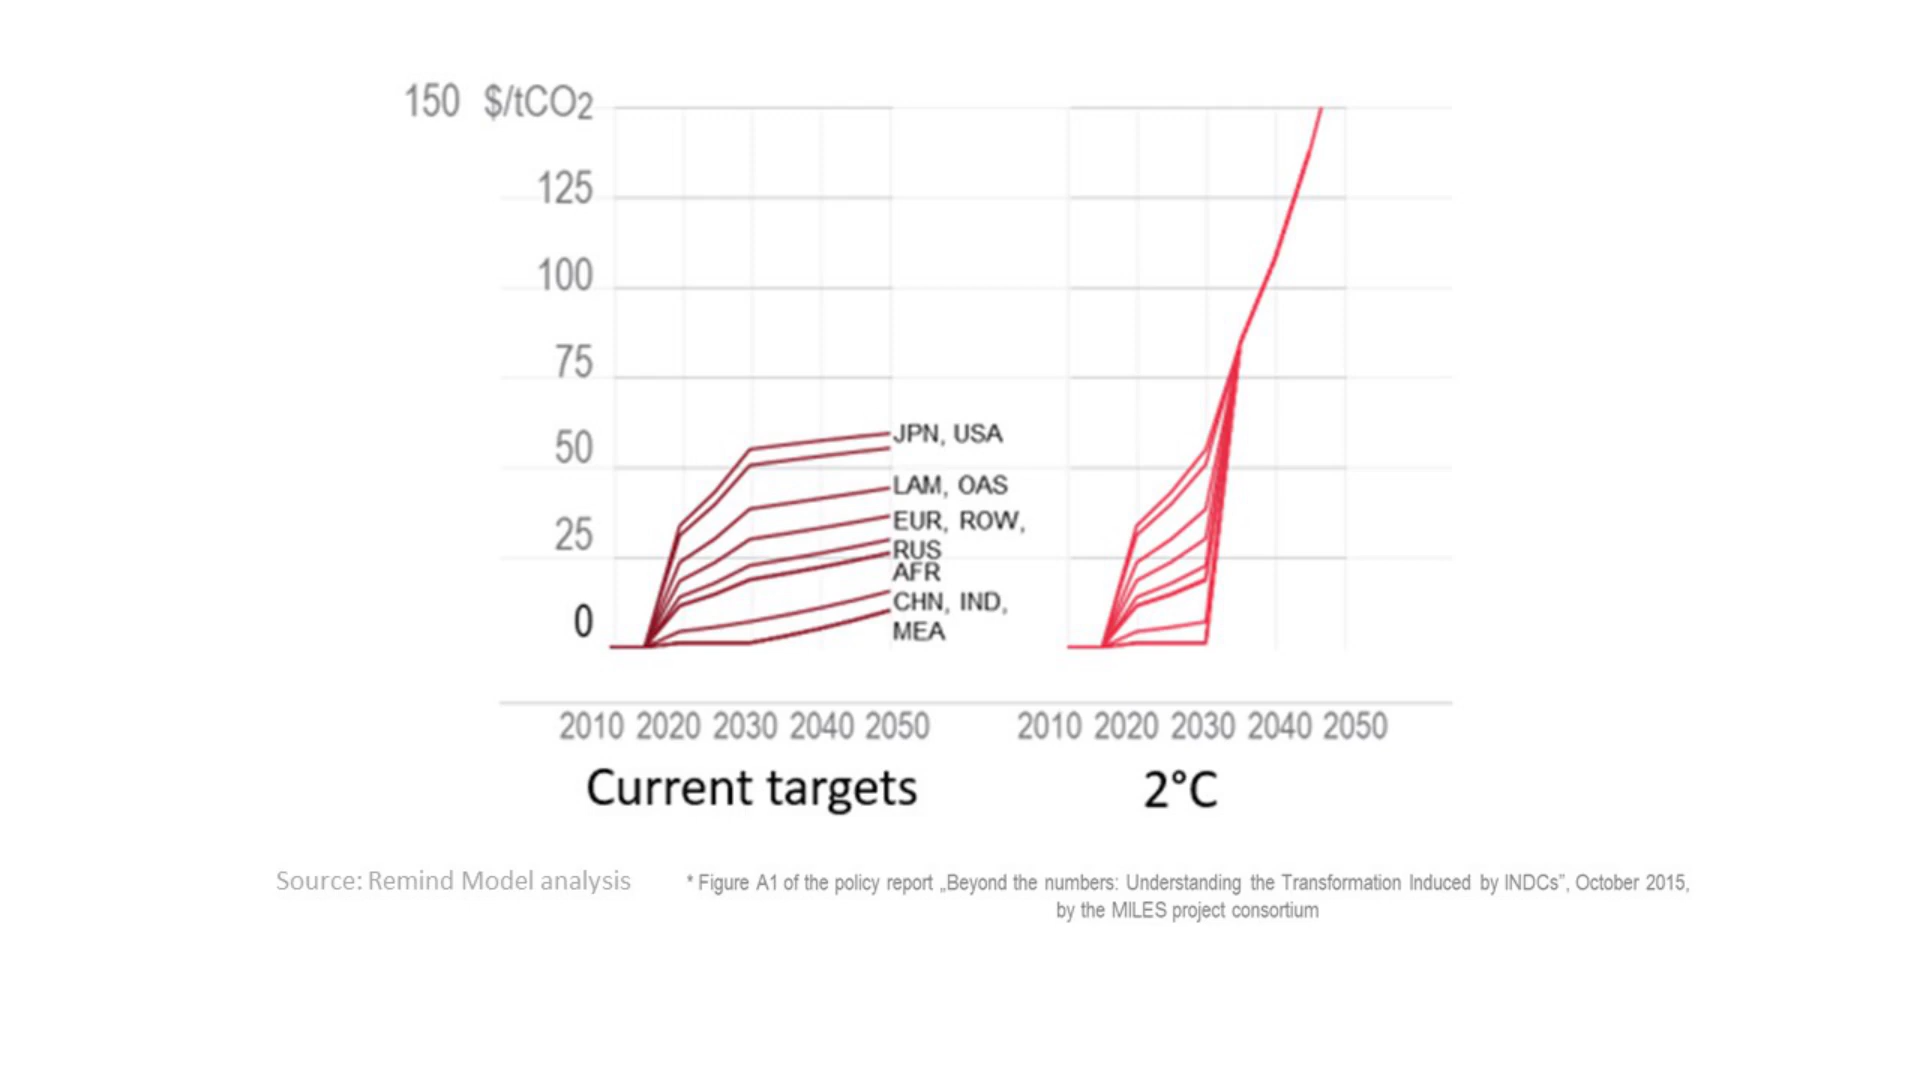 150 $/tCO2
125
100
75
50
25
0
JPN, USA
LAM, OAS
EUR, ROW,
RUS
AFR
CHN, IND,
MEA
2010 2020 2030 2040 2050
2010 2020 2030 2040 2050
Current targets
2°C
Source: Remind Model analysis
* Figure A1 of the policy report „Beyond the numbers: Understanding the Transformation Induced by INDCs”, October 2015,
by the MILES project consortium